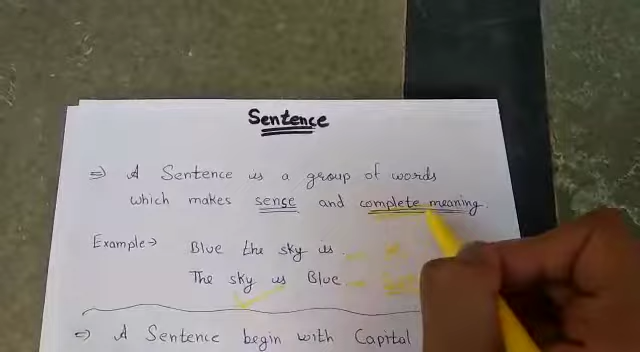 Sentence
⇒ A Sentence is a group of words
which makes sense and complete meaning.
Example → Blue the sky is.
The sky is Blue.
⇒ A Sentence begin with Capital